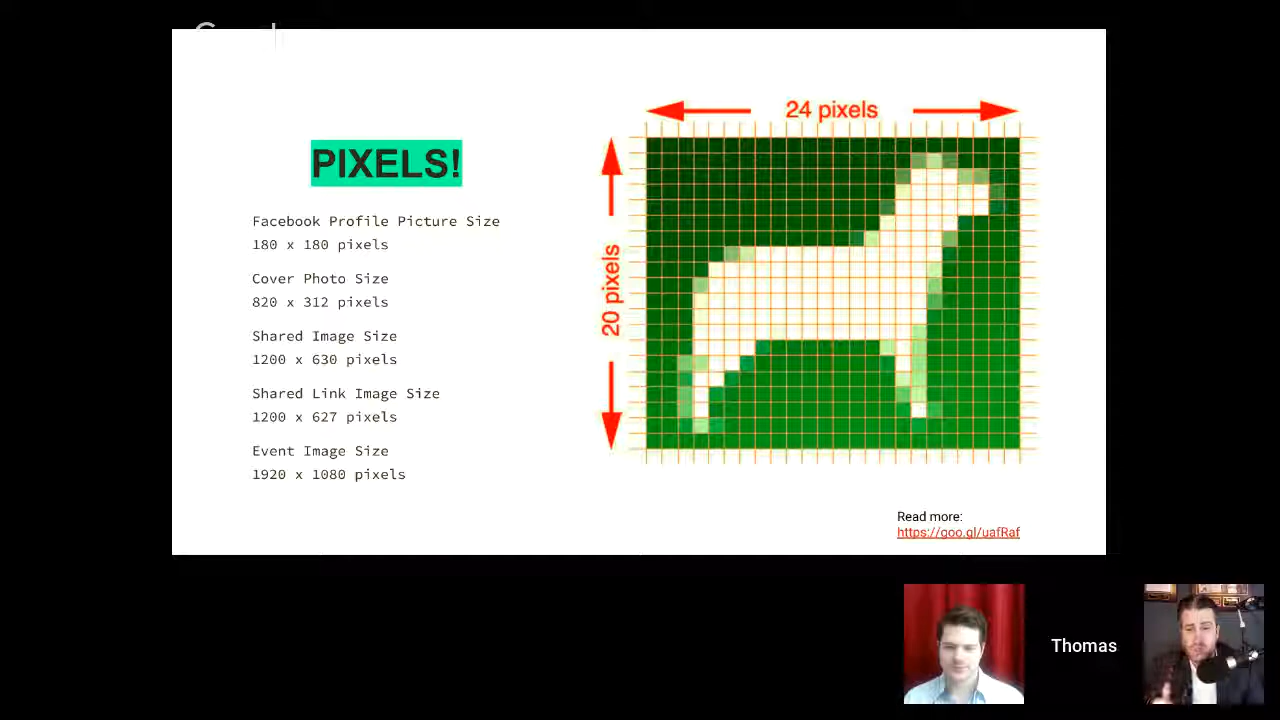 PIXELS!
Facebook Profile Picture Size
180 x 180 pixels
Cover Photo Size
820 x 312 pixels
Shared Image Size
1200 x 630 pixels
Shared Link Image Size
1200 x 627 pixels
Event Image Size
1920 x 1080 pixels
24 pixels
20 pixels
Read more:
https://goo.gl/uafRaf
Thomas